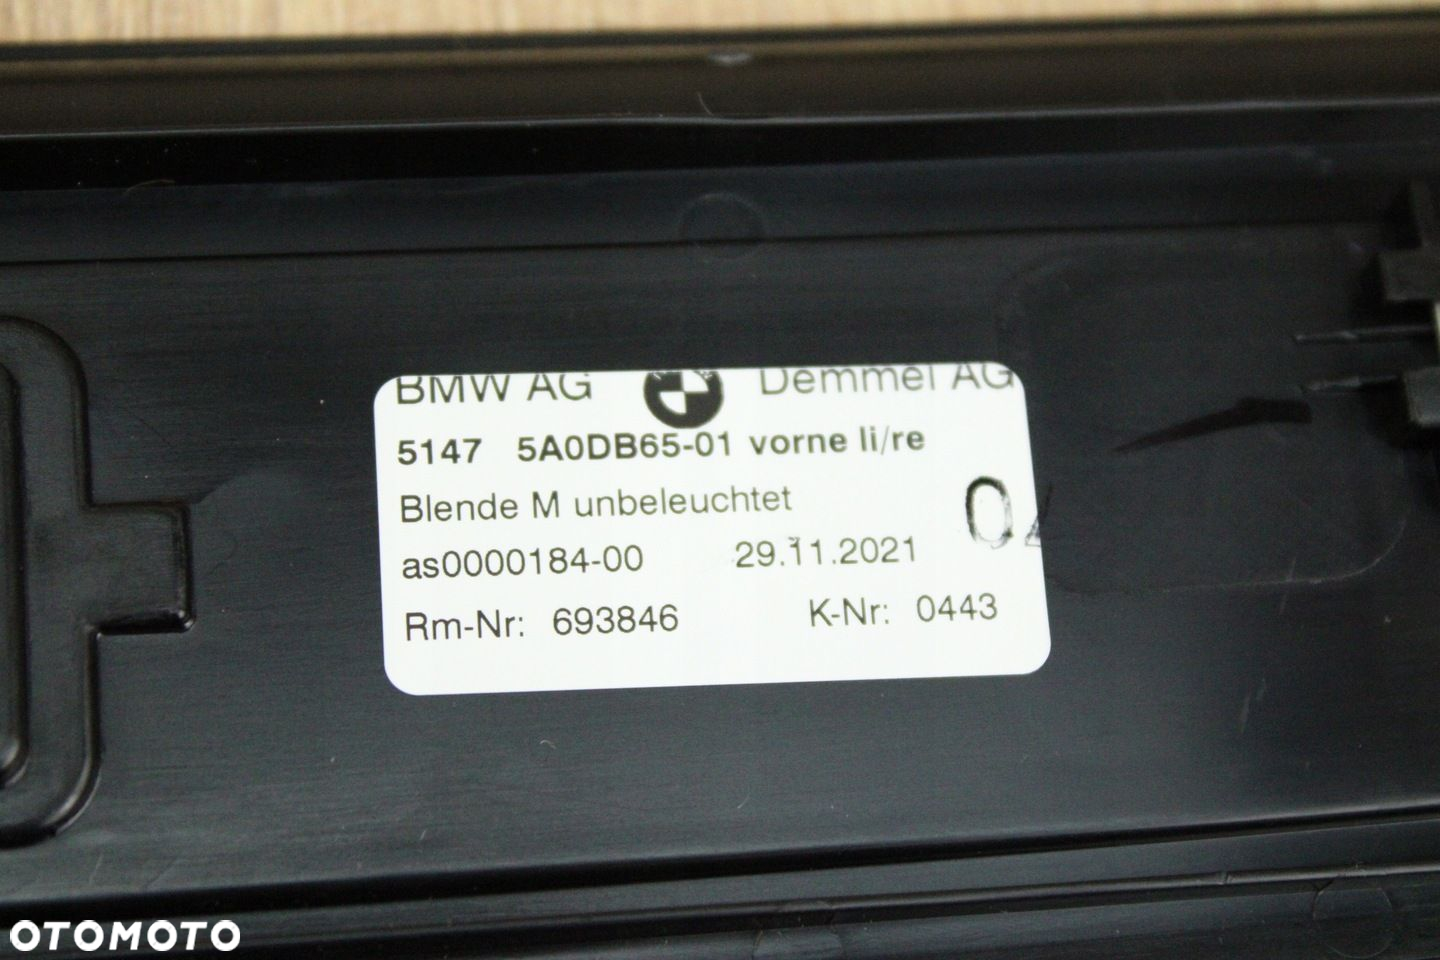 BMW AG Demmel AG
5147 5A0DB65-01 vorne li/re
Blende M unbeleuchtet
as0000184-00 29.11.2021
Rm-Nr: 693846 K-Nr: 0443
OTOMOTO